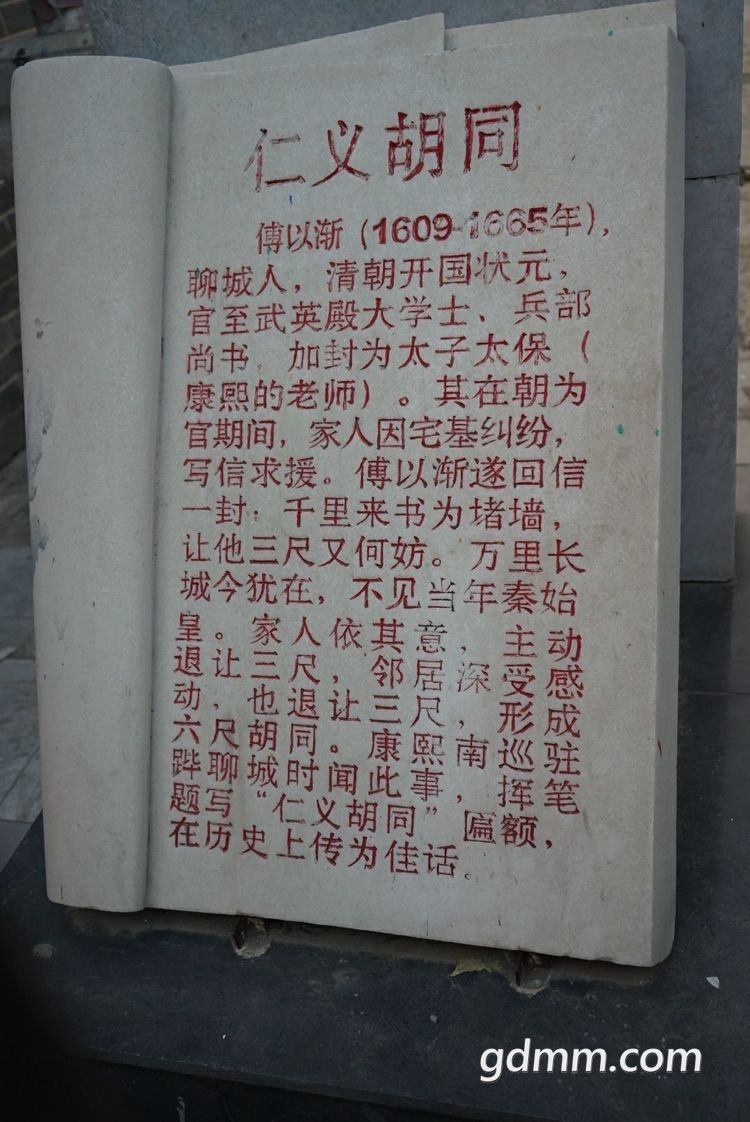 仁义胡同
傅以渐(1609-1665年),
聊城人,清朝开国状元,
官至武英殿大学士、兵部
尚书,加封为太子太保(
康熙的老师)。其在朝为
官期间,家人因宅基纠纷,
写信求援。傅以渐遂回信
一封:千里来书为堵墙,
让他三尺又何妨。万里长
城今犹在,不见当年秦始
皇。家人依其意,主动
退让三尺,邻居深受感
动,也退让三尺,形成
六尺胡同。康熙南巡驻
跸聊城时闻此事,挥笔
题写“仁义胡同”匾额,
在历史上传为佳话。
gdmm.com